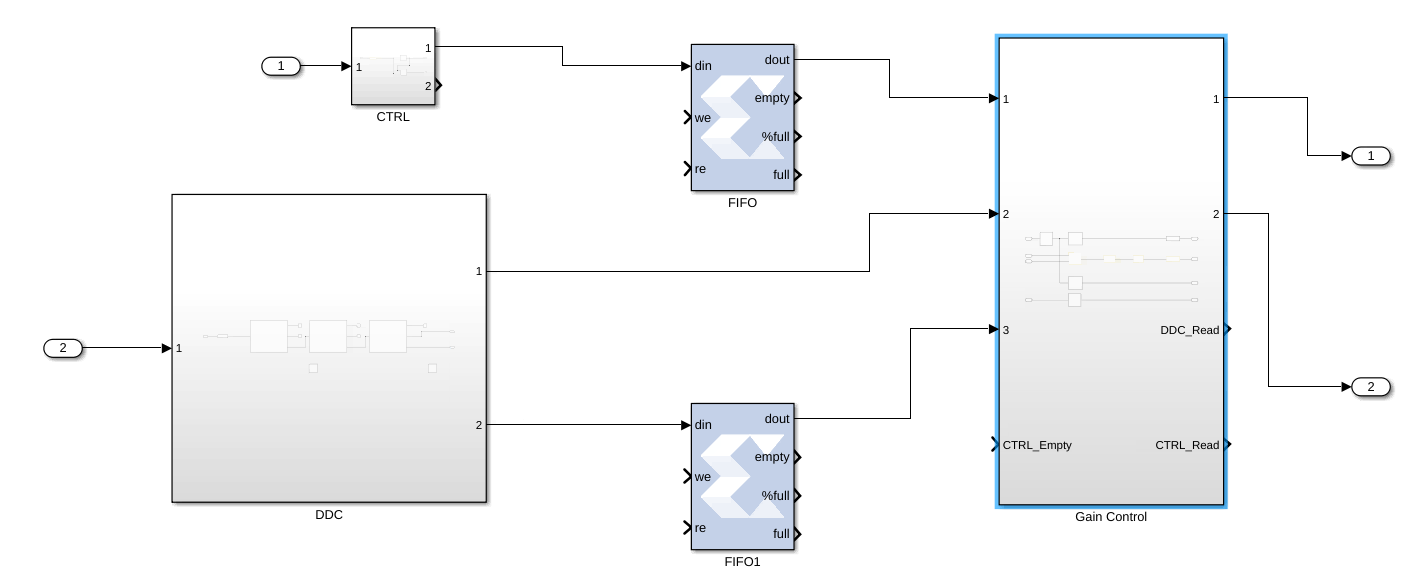 1
1
1
2
CTRL
din
we
re
dout
empty
%full
full
FIFO
2
1
1
2
DDC
din
we
re
dout
empty
%full
full
FIFO1
1
2
3
CTRL_Empty
1
2
DDC_Read
CTRL_Read
Gain Control
1
2